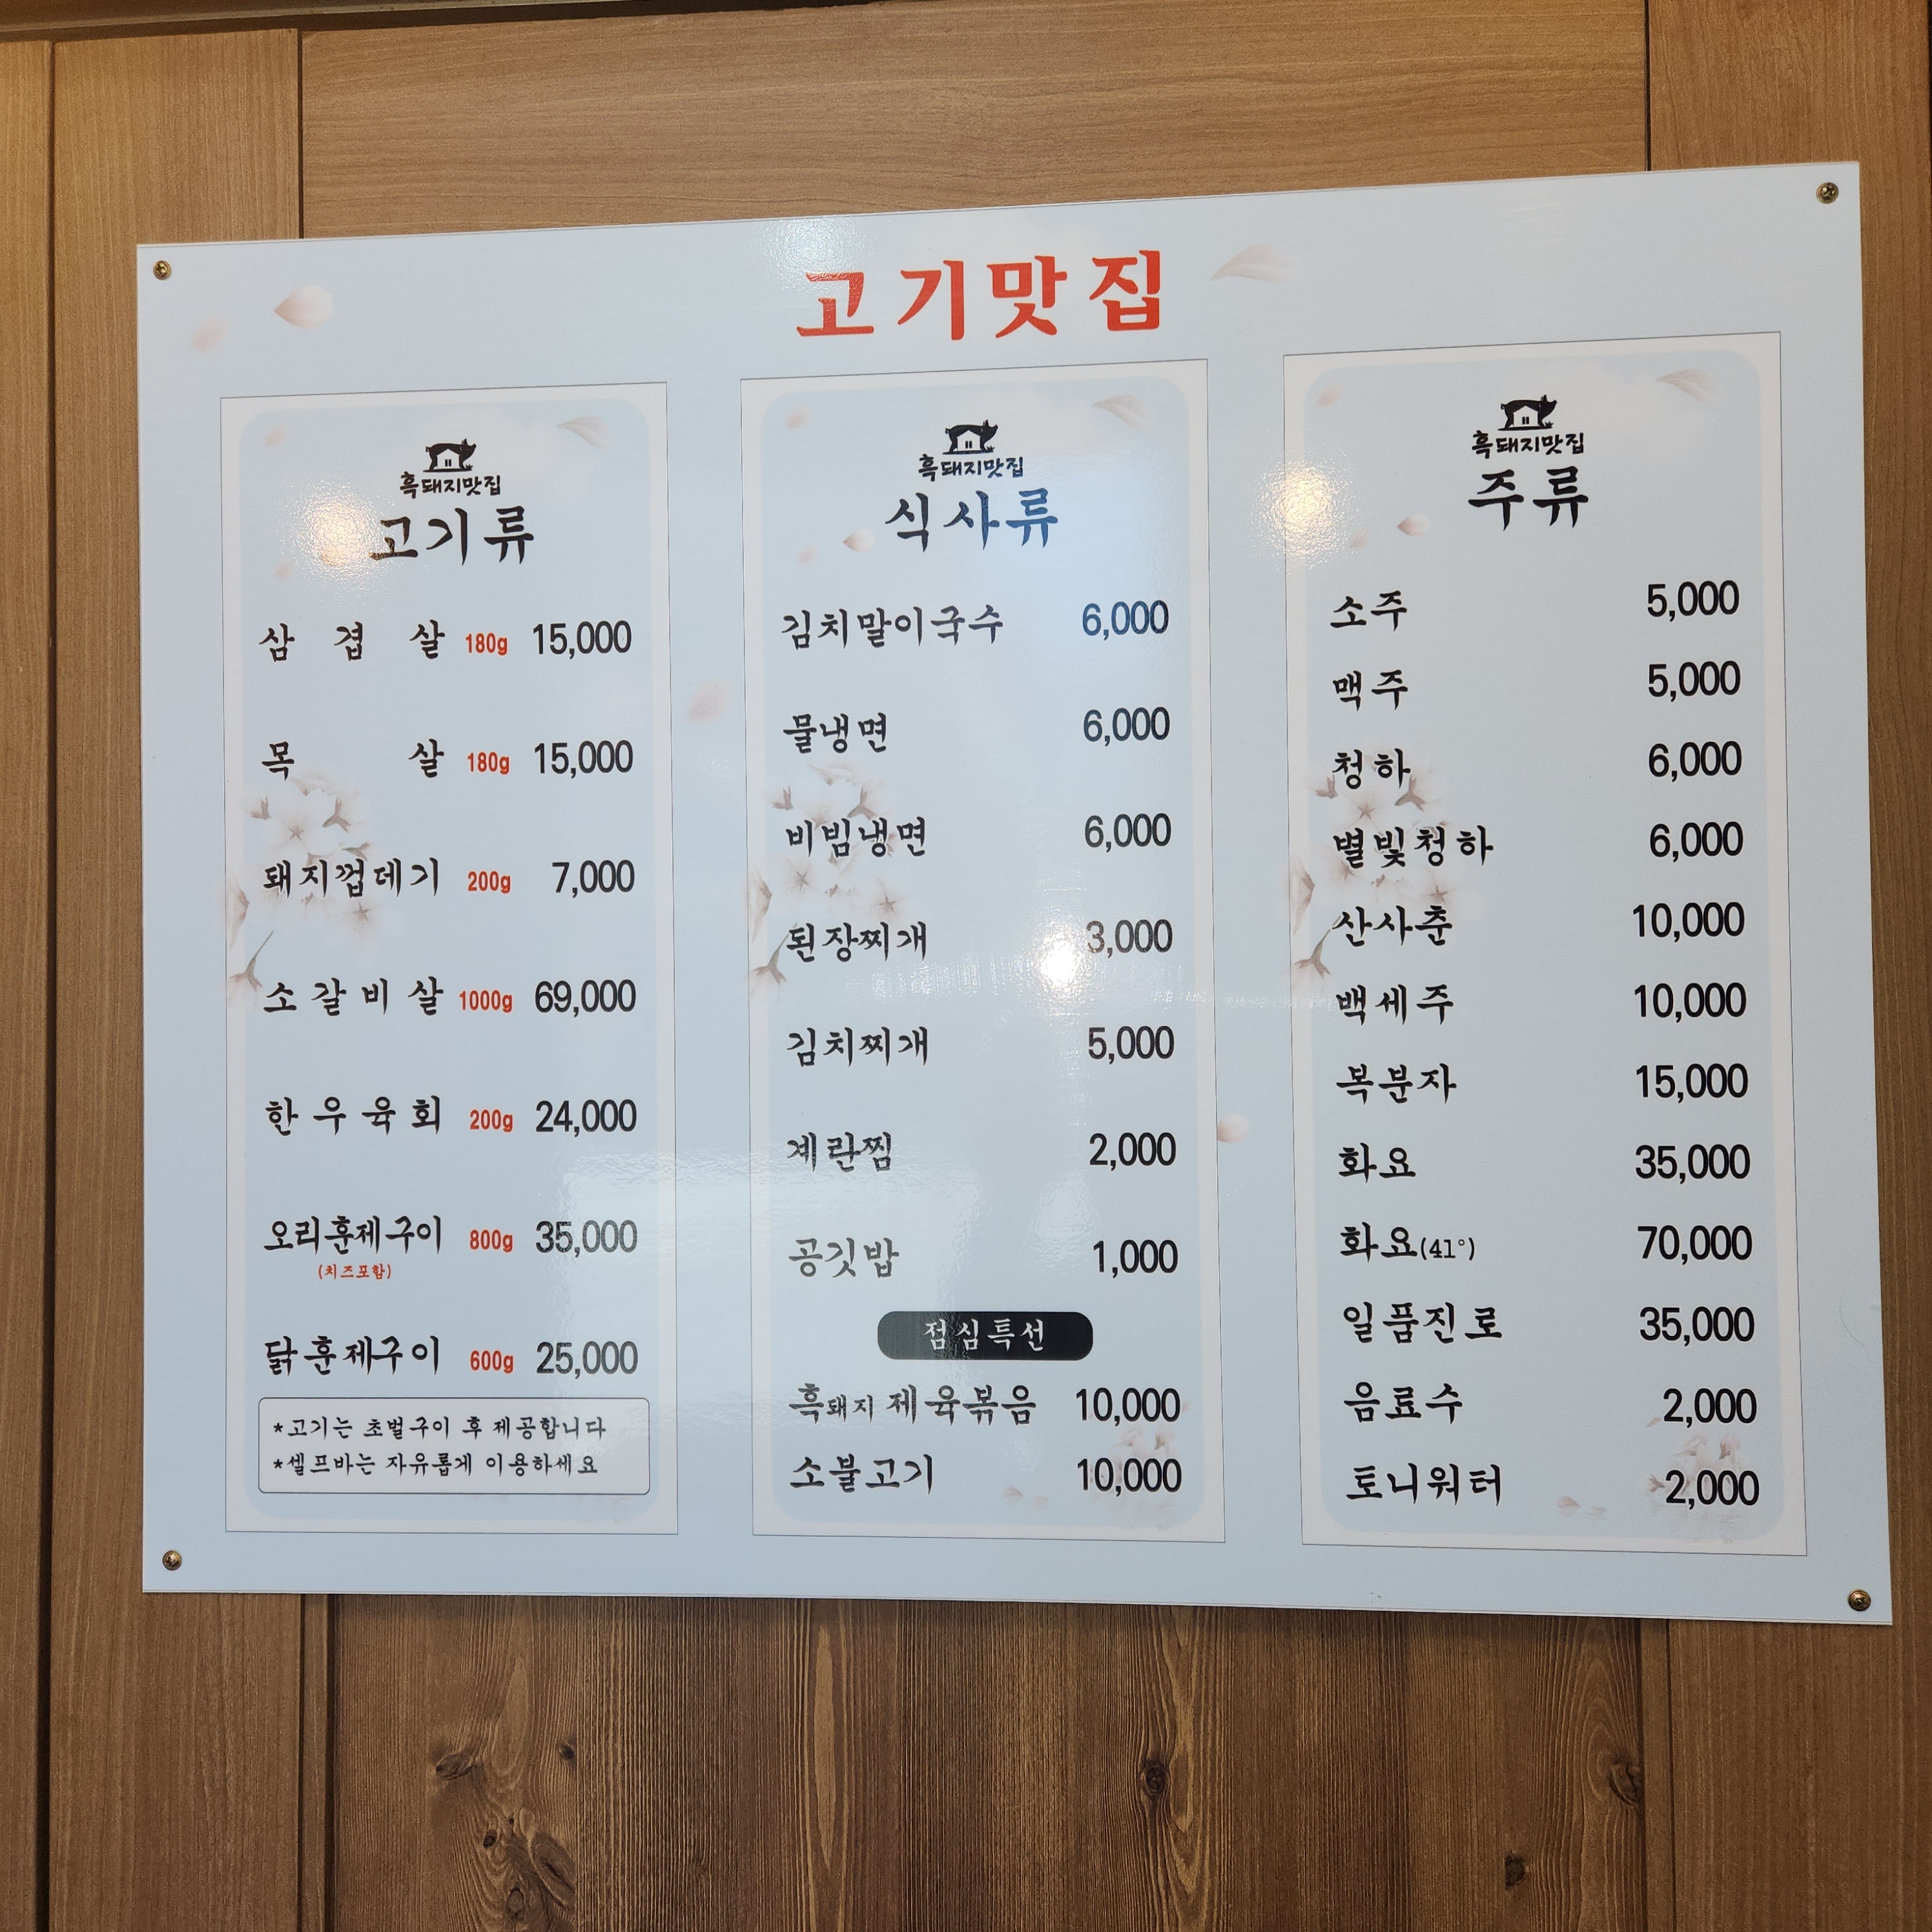 고기맛집
흑돼지맛집
고기류
삼겹살 180g 15,000
목살 180g 15,000
돼지껍데기 200g 7,000
소갈비살 1000g 69,000
한우육회 200g 24,000
오리훈제구이 800g 35,000
(치즈포함)
닭훈제구이 600g 25,000
*고기는 초벌구이 후 제공합니다
*셀프바는 자유롭게 이용하세요
흑돼지맛집
식사류
김치말이국수 6,000
물냉면 6,000
비빔냉면 6,000
된장찌개 3,000
김치찌개 5,000
계란찜 2,000
공깃밥 1,000
점심특선
흑돼지 제육볶음 10,000
소불고기 10,000
흑돼지맛집
주류
소주 5,000
맥주 5,000
청하 6,000
별빛청하 6,000
산사춘 10,000
백세주 10,000
복분자 15,000
화요 35,000
화요(41°) 70,000
일품진로 35,000
음료수 2,000
토니워터 2,000